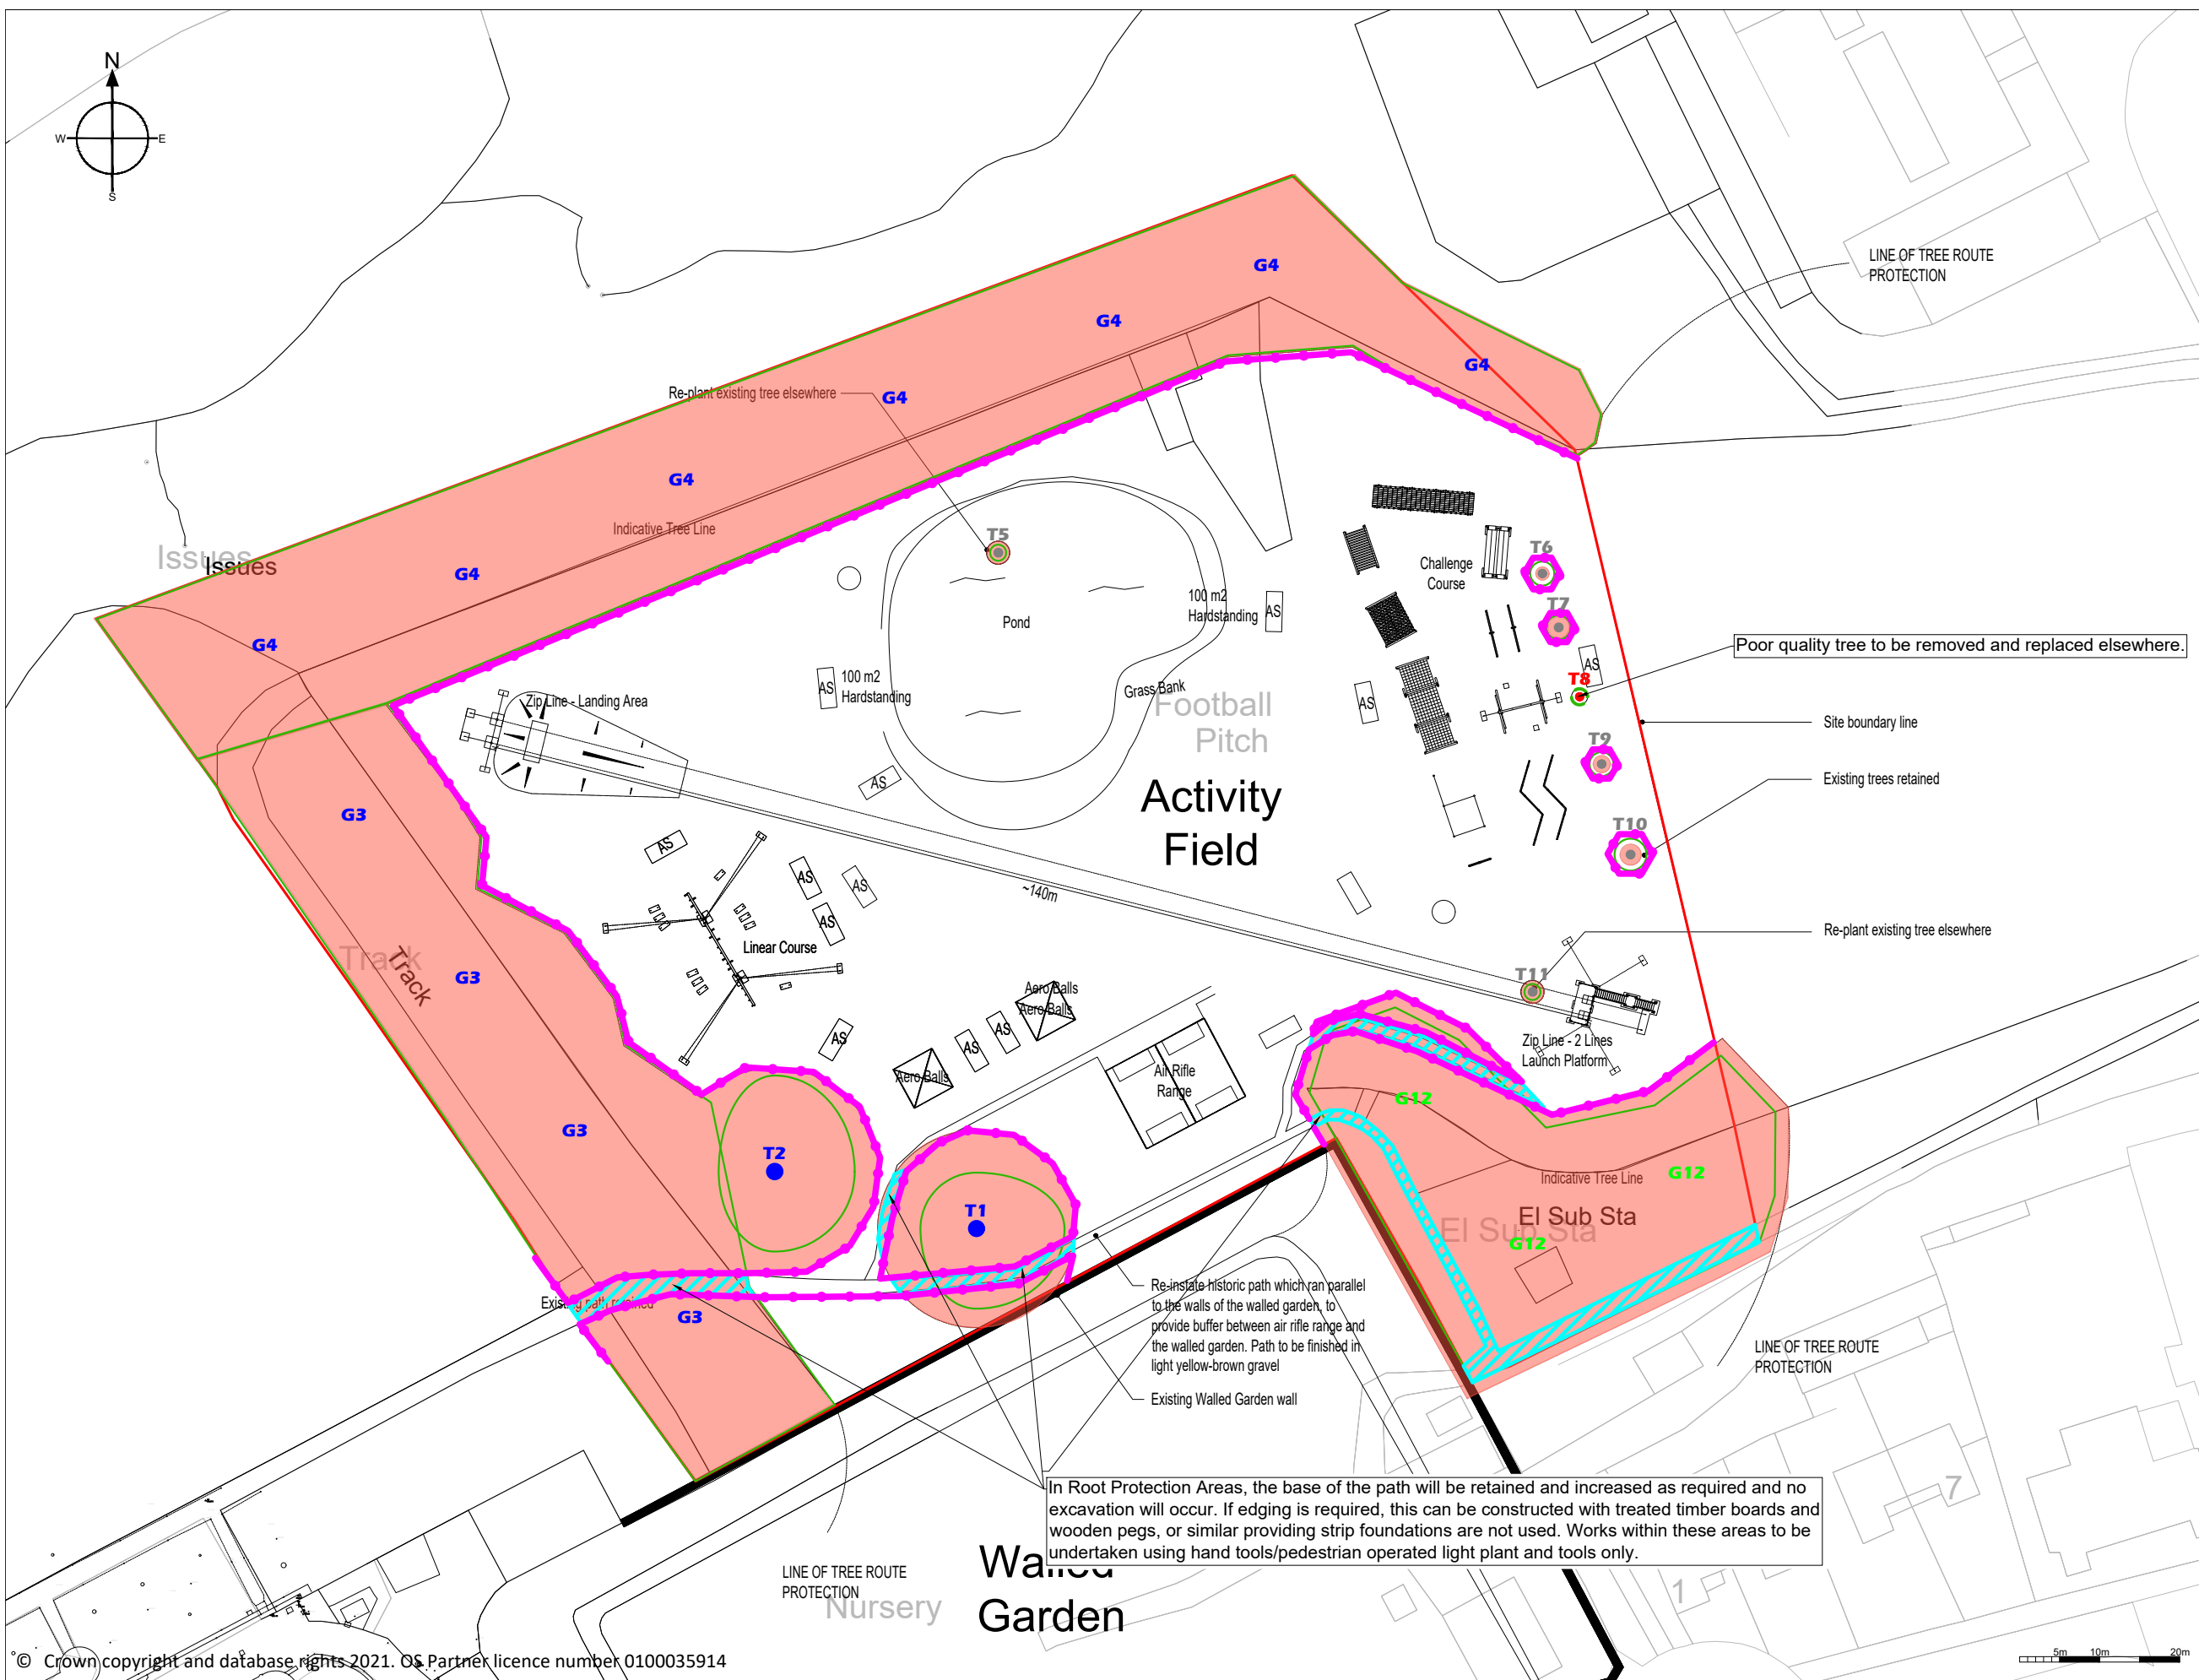 N
W
E
S
LINE OF TREE ROUTE
PROTECTION
G4
G4
G4
Re-plant existing tree elsewhere
G4
G4
Indicative Tree Line
Issues
Issues
G4
G4
T5
Pond
100 m2
Hardstanding
AS
Challenge
Course
T6
T7
AS
T8
Poor quality tree to be removed and replaced elsewhere.
Zip Line - Landing Area
AS
100 m2
Hardstanding
Grass Bank
AS
Football
Pitch
Site boundary line
T9
Existing trees retained
AS
Activity
Field
G3
T10
AS
AS
AS
AS
~140m
Linear Course
Re-plant existing tree elsewhere
Track
Track
G3
T11
Aero Balls
Aero Balls
AS
AS
AS
Zip Line - 2 Lines
Launch Platform
Aero Balls
Air Rifle
Range
G12
G3
T2
Indicative Tree Line
G12
T1
El Sub Sta
El Sub Sta
G12
Existing path retained
G3
Re-instate historic path which ran parallel
to the walls of the walled garden, to
provide buffer between air rifle range and
the walled garden. Path to be finished in
light yellow-brown gravel
Existing Walled Garden wall
LINE OF TREE ROUTE
PROTECTION
In Root Protection Areas, the base of the path will be retained and increased as required and no
excavation will occur. If edging is required, this can be constructed with treated timber boards and
wooden pegs, or similar providing strip foundations are not used. Works within these areas to be
undertaken using hand tools/pedestrian operated light plant and tools only.
7
1
LINE OF TREE ROUTE
PROTECTION
Nursery
Walled
Garden
© Crown copyright and database rights 2021. OS Partner licence number 0100035914
5m 10m 20m